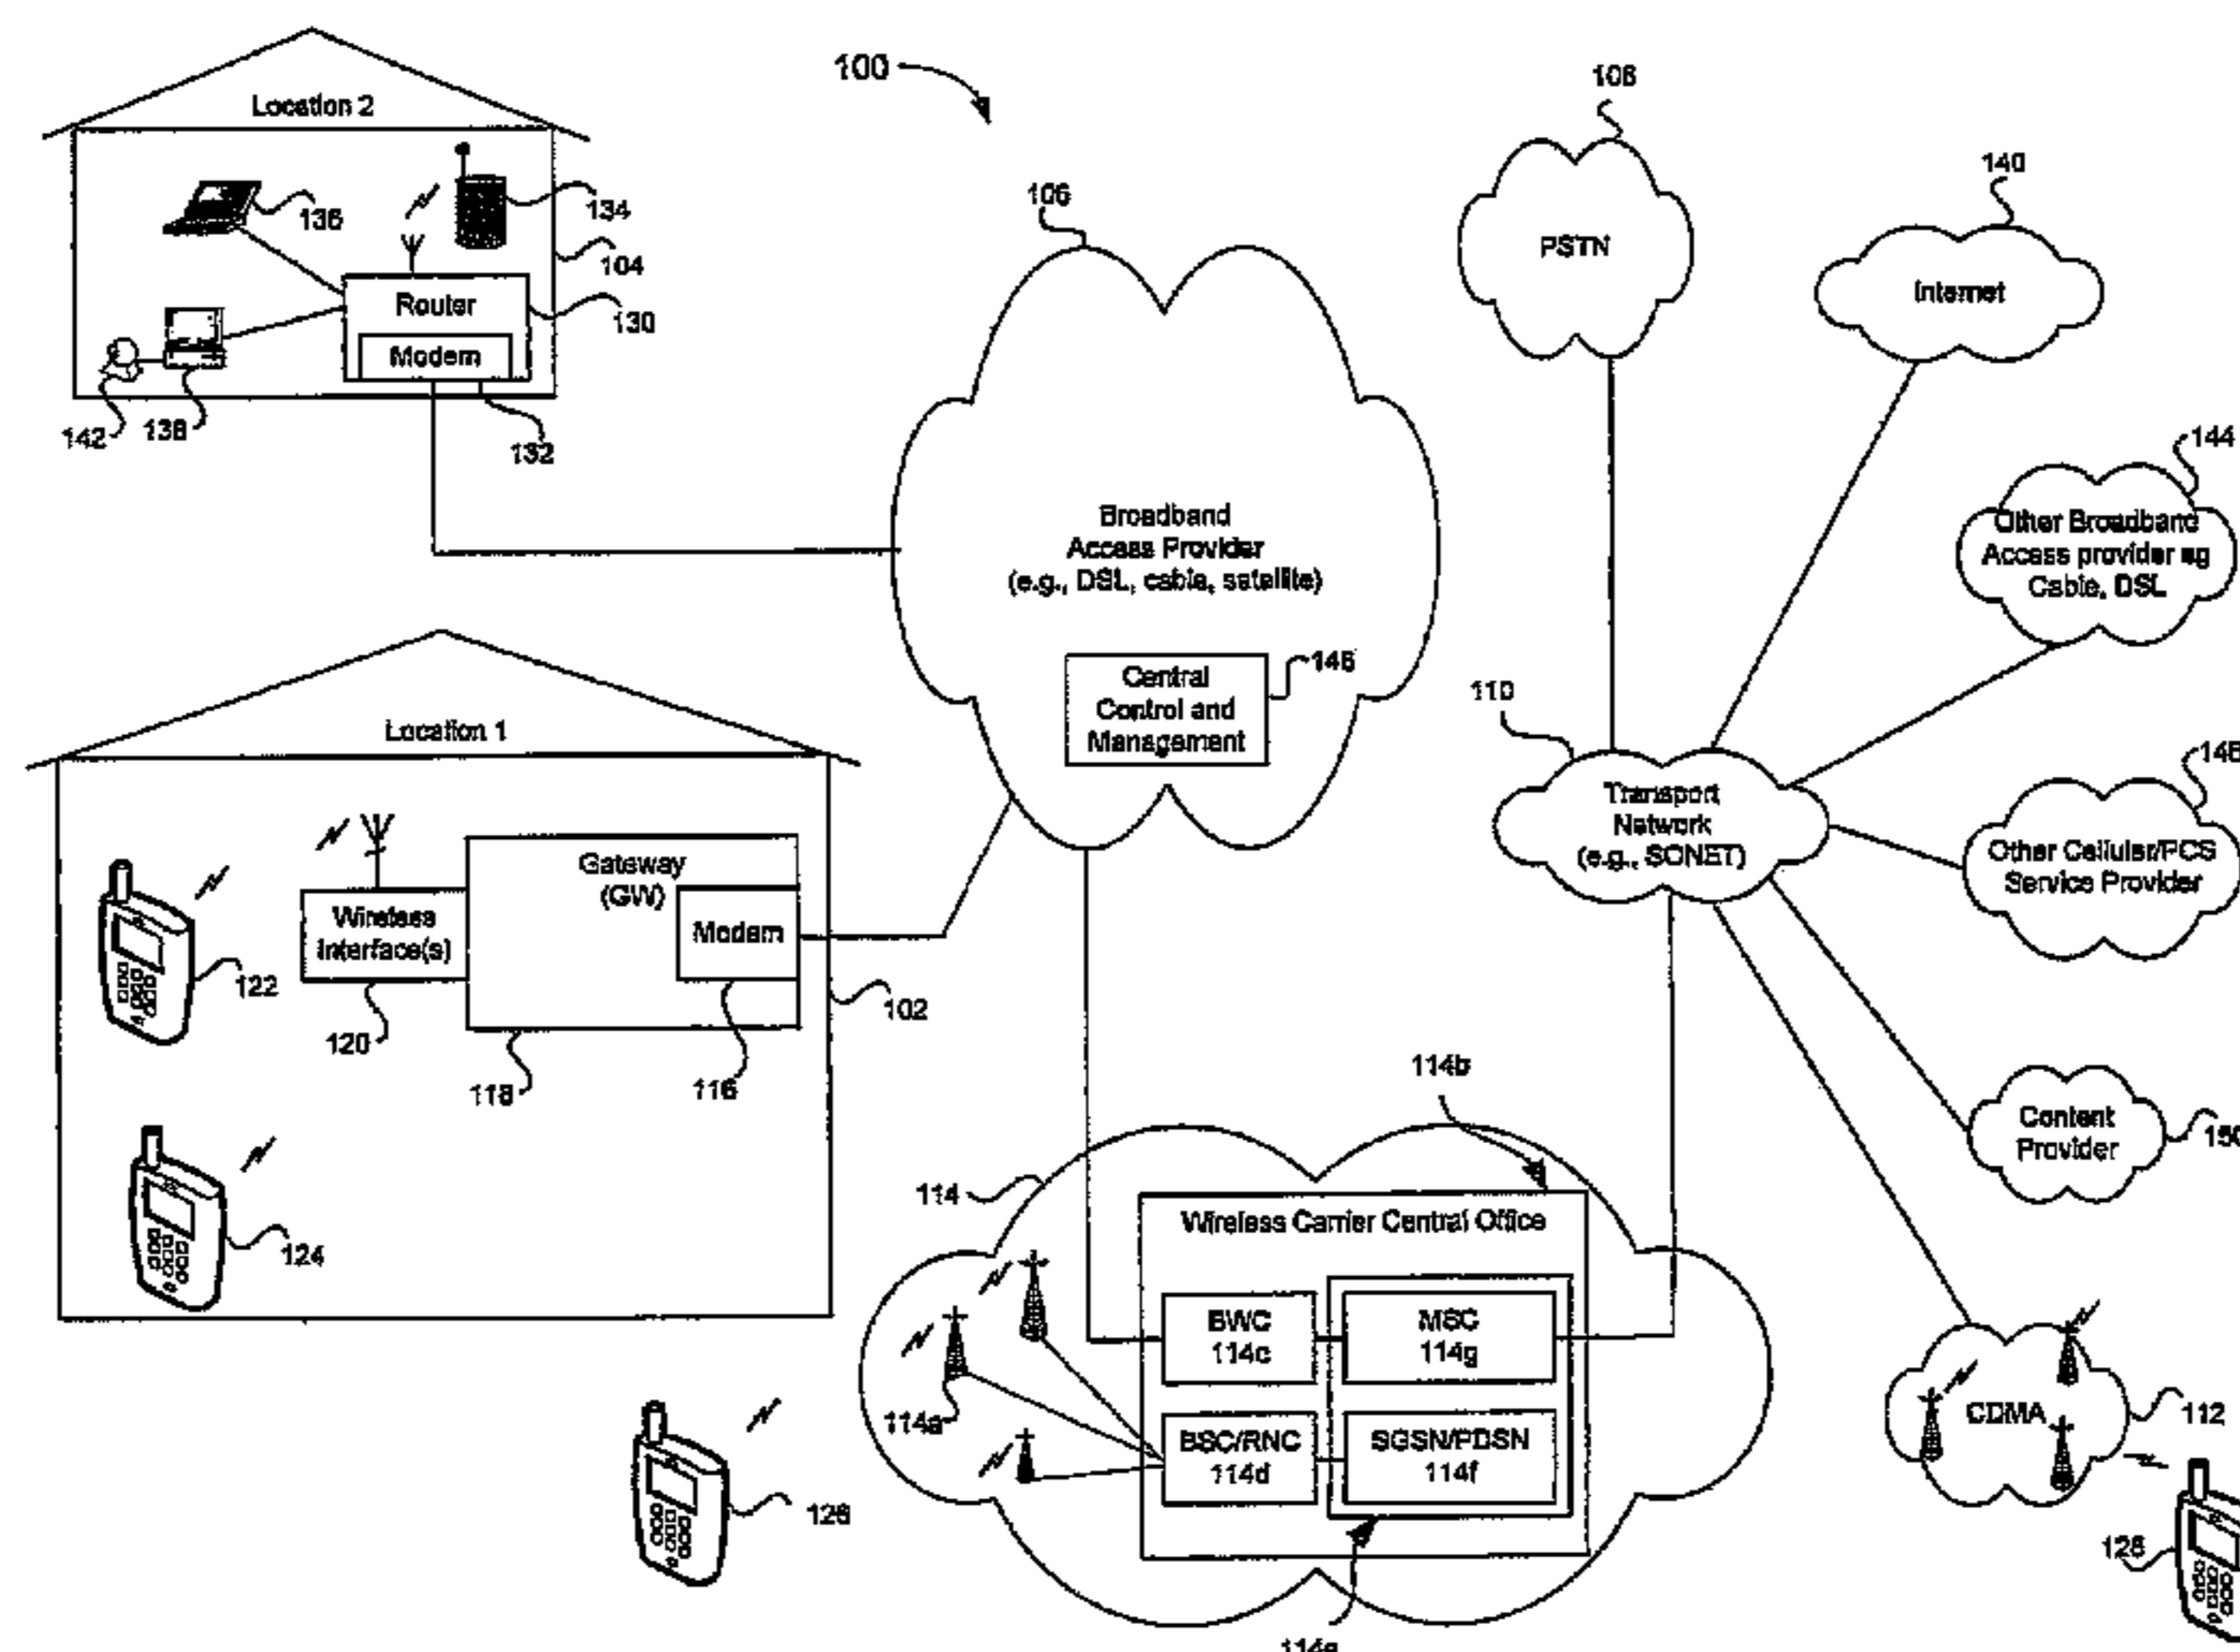 100
Location 2
136
134
104
Router
130
Modem
142
138
132
106
Broadband
Access Provider
(e.g., DSL, cable, satellite)
Central
Control and
Management
146
108
PSTN
140
Internet
144
Other Broadband
Access provider eg
Cable, DSL
110
Transport
Network
(e.g., SONET)
Other Cellular/PCS
Service Provider
Content
Provider
Location 1
Gateway
(GW)
Wireless
Interface(s)
Modem
122
120
118
116
102
124
126
114
114b
Wireless Carrier Central Office
BWC
114c
MSC
114g
114a
BSC/RNC
114d
SGSN/PDSN
114f
114e
CDMA
112
128